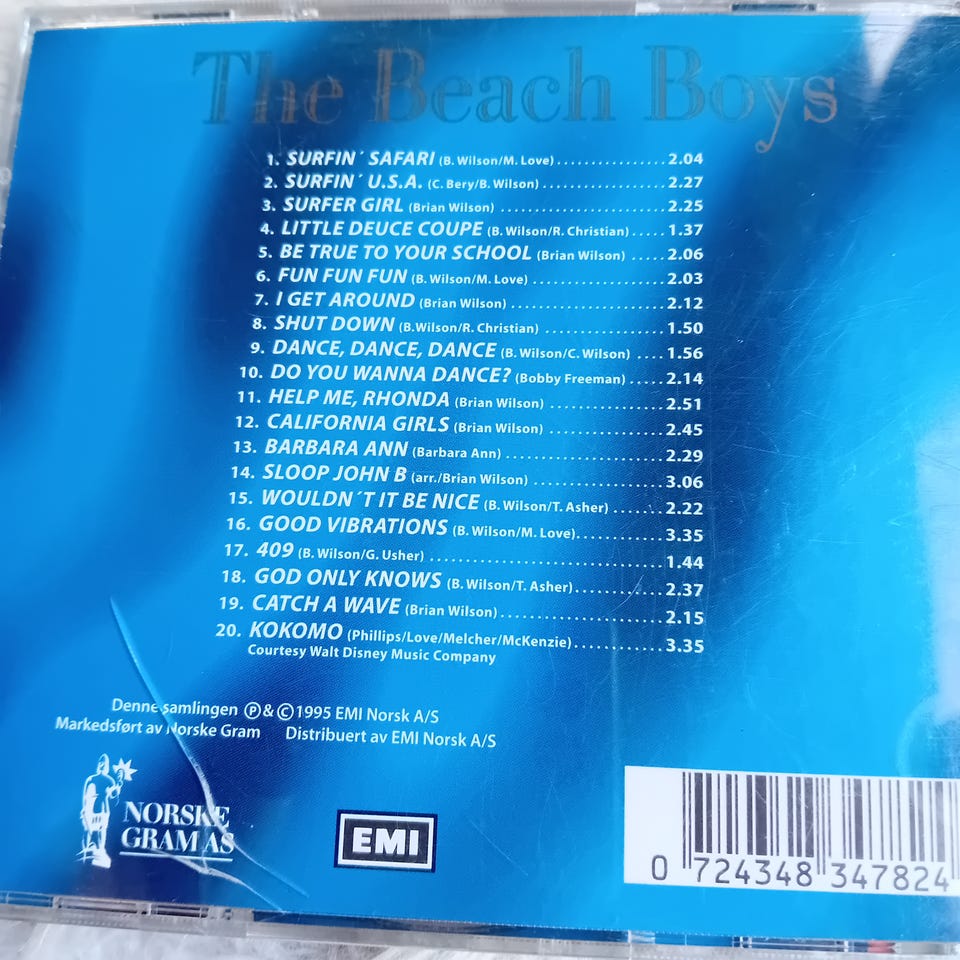 The Beach Boys
1. SURFIN´ SAFARI (B. Wilson/M. Love) .................... 2.04
2. SURFIN´ U.S.A. (C. Bery/B. Wilson) .................... 2.27
3. SURFER GIRL (Brian Wilson) .................... 2.25
4. LITTLE DEUCE COUPE (B. Wilson/R. Christian) ..... 1.37
5. BE TRUE TO YOUR SCHOOL (Brian Wilson) ..... 2.06
6. FUN FUN FUN (B. Wilson/M. Love) .................... 2.03
7. I GET AROUND (Brian Wilson) .................... 2.12
8. SHUT DOWN (B.Wilson/R. Christian) .................... 1.50
9. DANCE, DANCE, DANCE (B. Wilson/C. Wilson) .... 1.56
10. DO YOU WANNA DANCE? (Bobby Freeman) ..... 2.14
11. HELP ME, RHONDA (Brian Wilson) .................... 2.51
12. CALIFORNIA GIRLS (Brian Wilson) .................... 2.45
13. BARBARA ANN (Barbara Ann) .................... 2.29
14. SLOOP JOHN B (arr./Brian Wilson) .................... 3.06
15. WOULDN´T IT BE NICE (B. Wilson/T. Asher) ....... 2.22
16. GOOD VIBRATIONS (B. Wilson/M. Love) ............ 3.35
17. 409 (B. Wilson/G. Usher) .................... 1.44
18. GOD ONLY KNOWS (B. Wilson/T. Asher) ............ 2.37
19. CATCH A WAVE (Brian Wilson) .................... 2.15
20. KOKOMO (Phillips/Love/Melcher/McKenzie) ............ 3.35
Courtesy Walt Disney Music Company
Denne samlingen Ⓟ & © 1995 EMI Norsk A/S
Markedsført av Norske Gram Distribuert av EMI Norsk A/S
NORSKE
GRAM AS
EMI
0 724348 347824